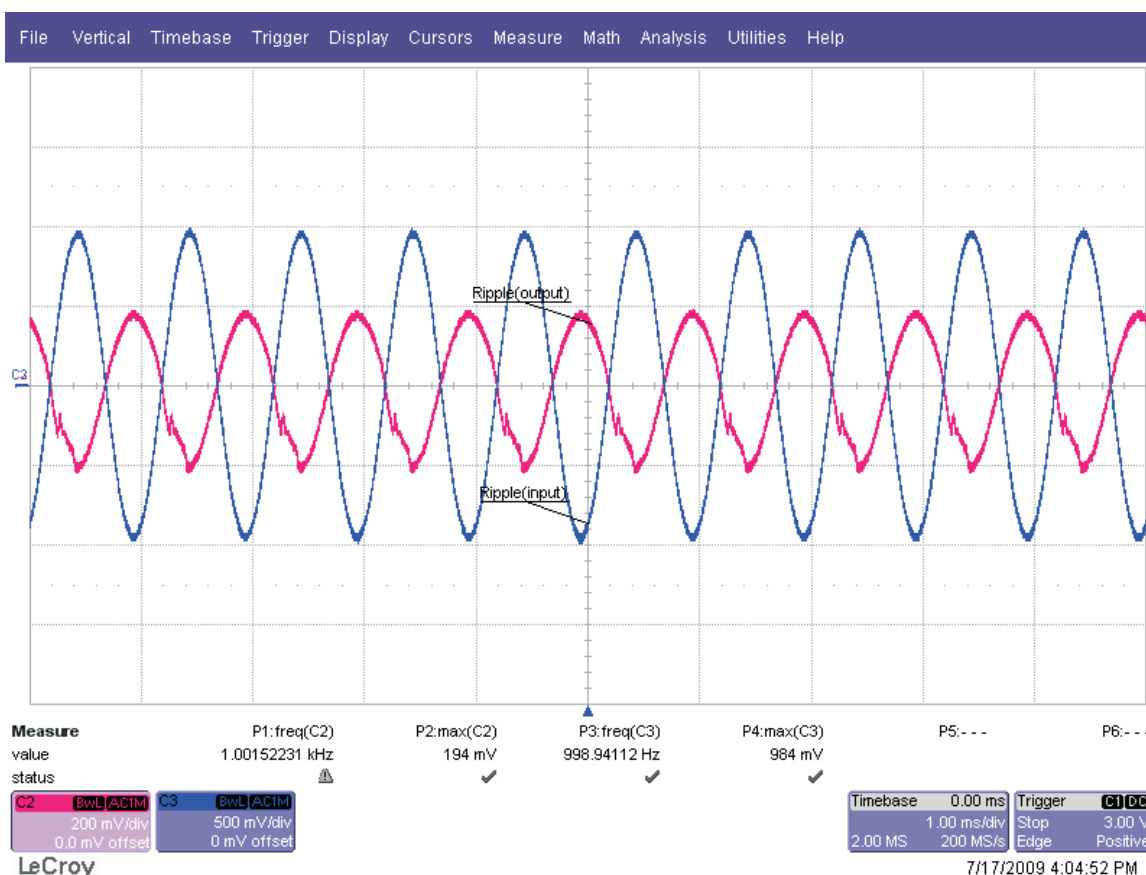 File Vertical Timebase Trigger Display Cursors Measure Math Analysis Utilities Help
Ripple(output)
C3
Ripple(input)
Measure P1:freq(C2) P2:max(C2) P3:freq(C3) P4:max(C3) P5:- - - P6:- -
value 1.00152231 kHz 194 mV 998.94112 Hz 984 mV
status
C2 BwL AC1M C3 BwL AC1M Timebase 0.00 ms Trigger C1 DC
200 mV/div 500 mV/div 1.00 ms/div Stop 3.00 V
0.0 mV offset 0 mV offset 2.00 MS 200 MS/s Edge Positive
LeCroy 7/17/2009 4:04:52 PM